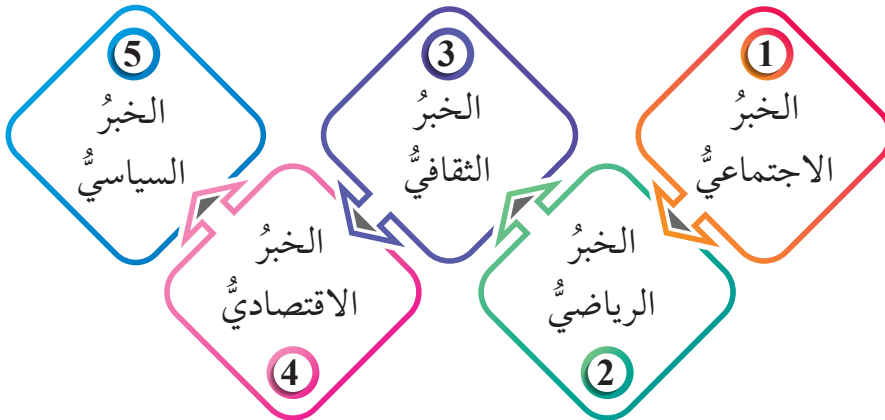 1
الخبرُ
الاجتماعيُّ
2
الخبرُ
الرياضيُّ
3
الخبرُ
الثقافيُّ
4
الخبرُ
الاقتصاديُّ
5
الخبرُ
السياسيُّ